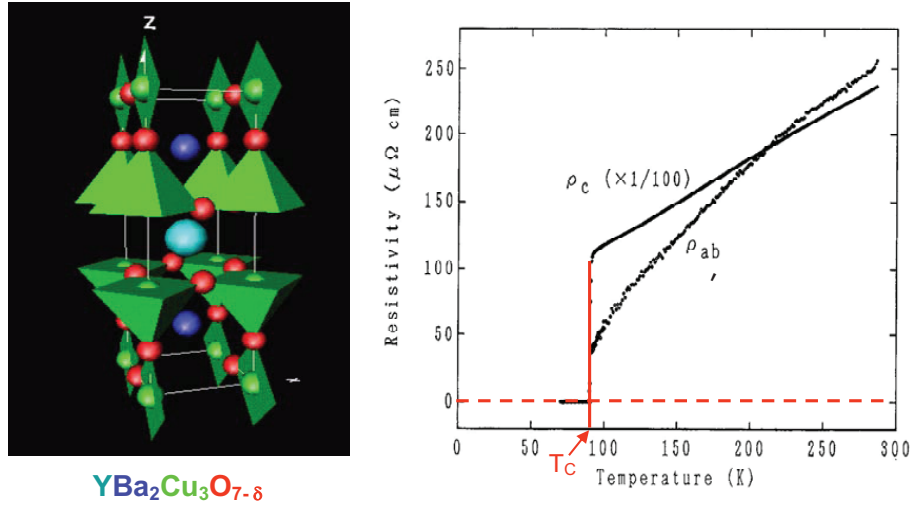 z
YBa₂Cu₃O₇₋δ
Resistivity (μΩ cm)
250
200
150
100
50
0
ρc (×1/100)
ρab
,
0
50
100
150
200
250
300
Tc
Temperature (K)